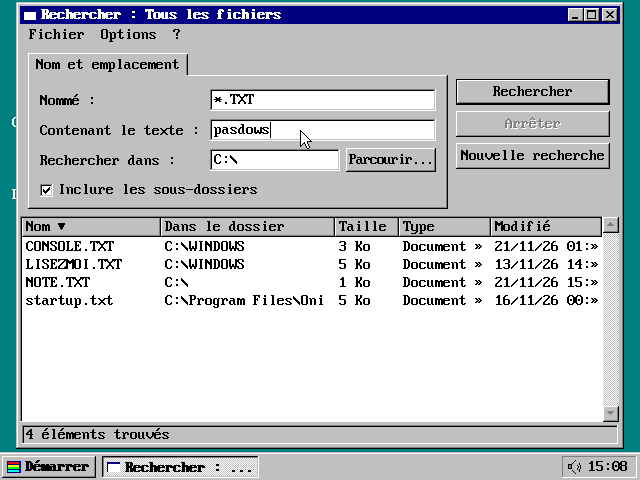 Rechercher : Tous les fichiers
Fichier Options ?
Nom et emplacement
Nommé : *.TXT
Contenant le texte : pasdows
Rechercher dans : C:\ Parcourir...
Inclure les sous-dossiers
Rechercher
Arrêter
Nouvelle recherche
Nom ▼ Dans le dossier Taille Type Modifié
CONSOLE.TXT C:\WINDOWS 3 Ko Document » 21/11/26 01:»
LISEZMOI.TXT C:\WINDOWS 5 Ko Document » 13/11/26 14:»
NOTE.TXT C:\ 1 Ko Document » 21/11/26 15:»
startup.txt C:\Program Files\Oni 5 Ko Document » 16/11/26 00:»
4 éléments trouvés
Démarrer Rechercher : ... 15:08